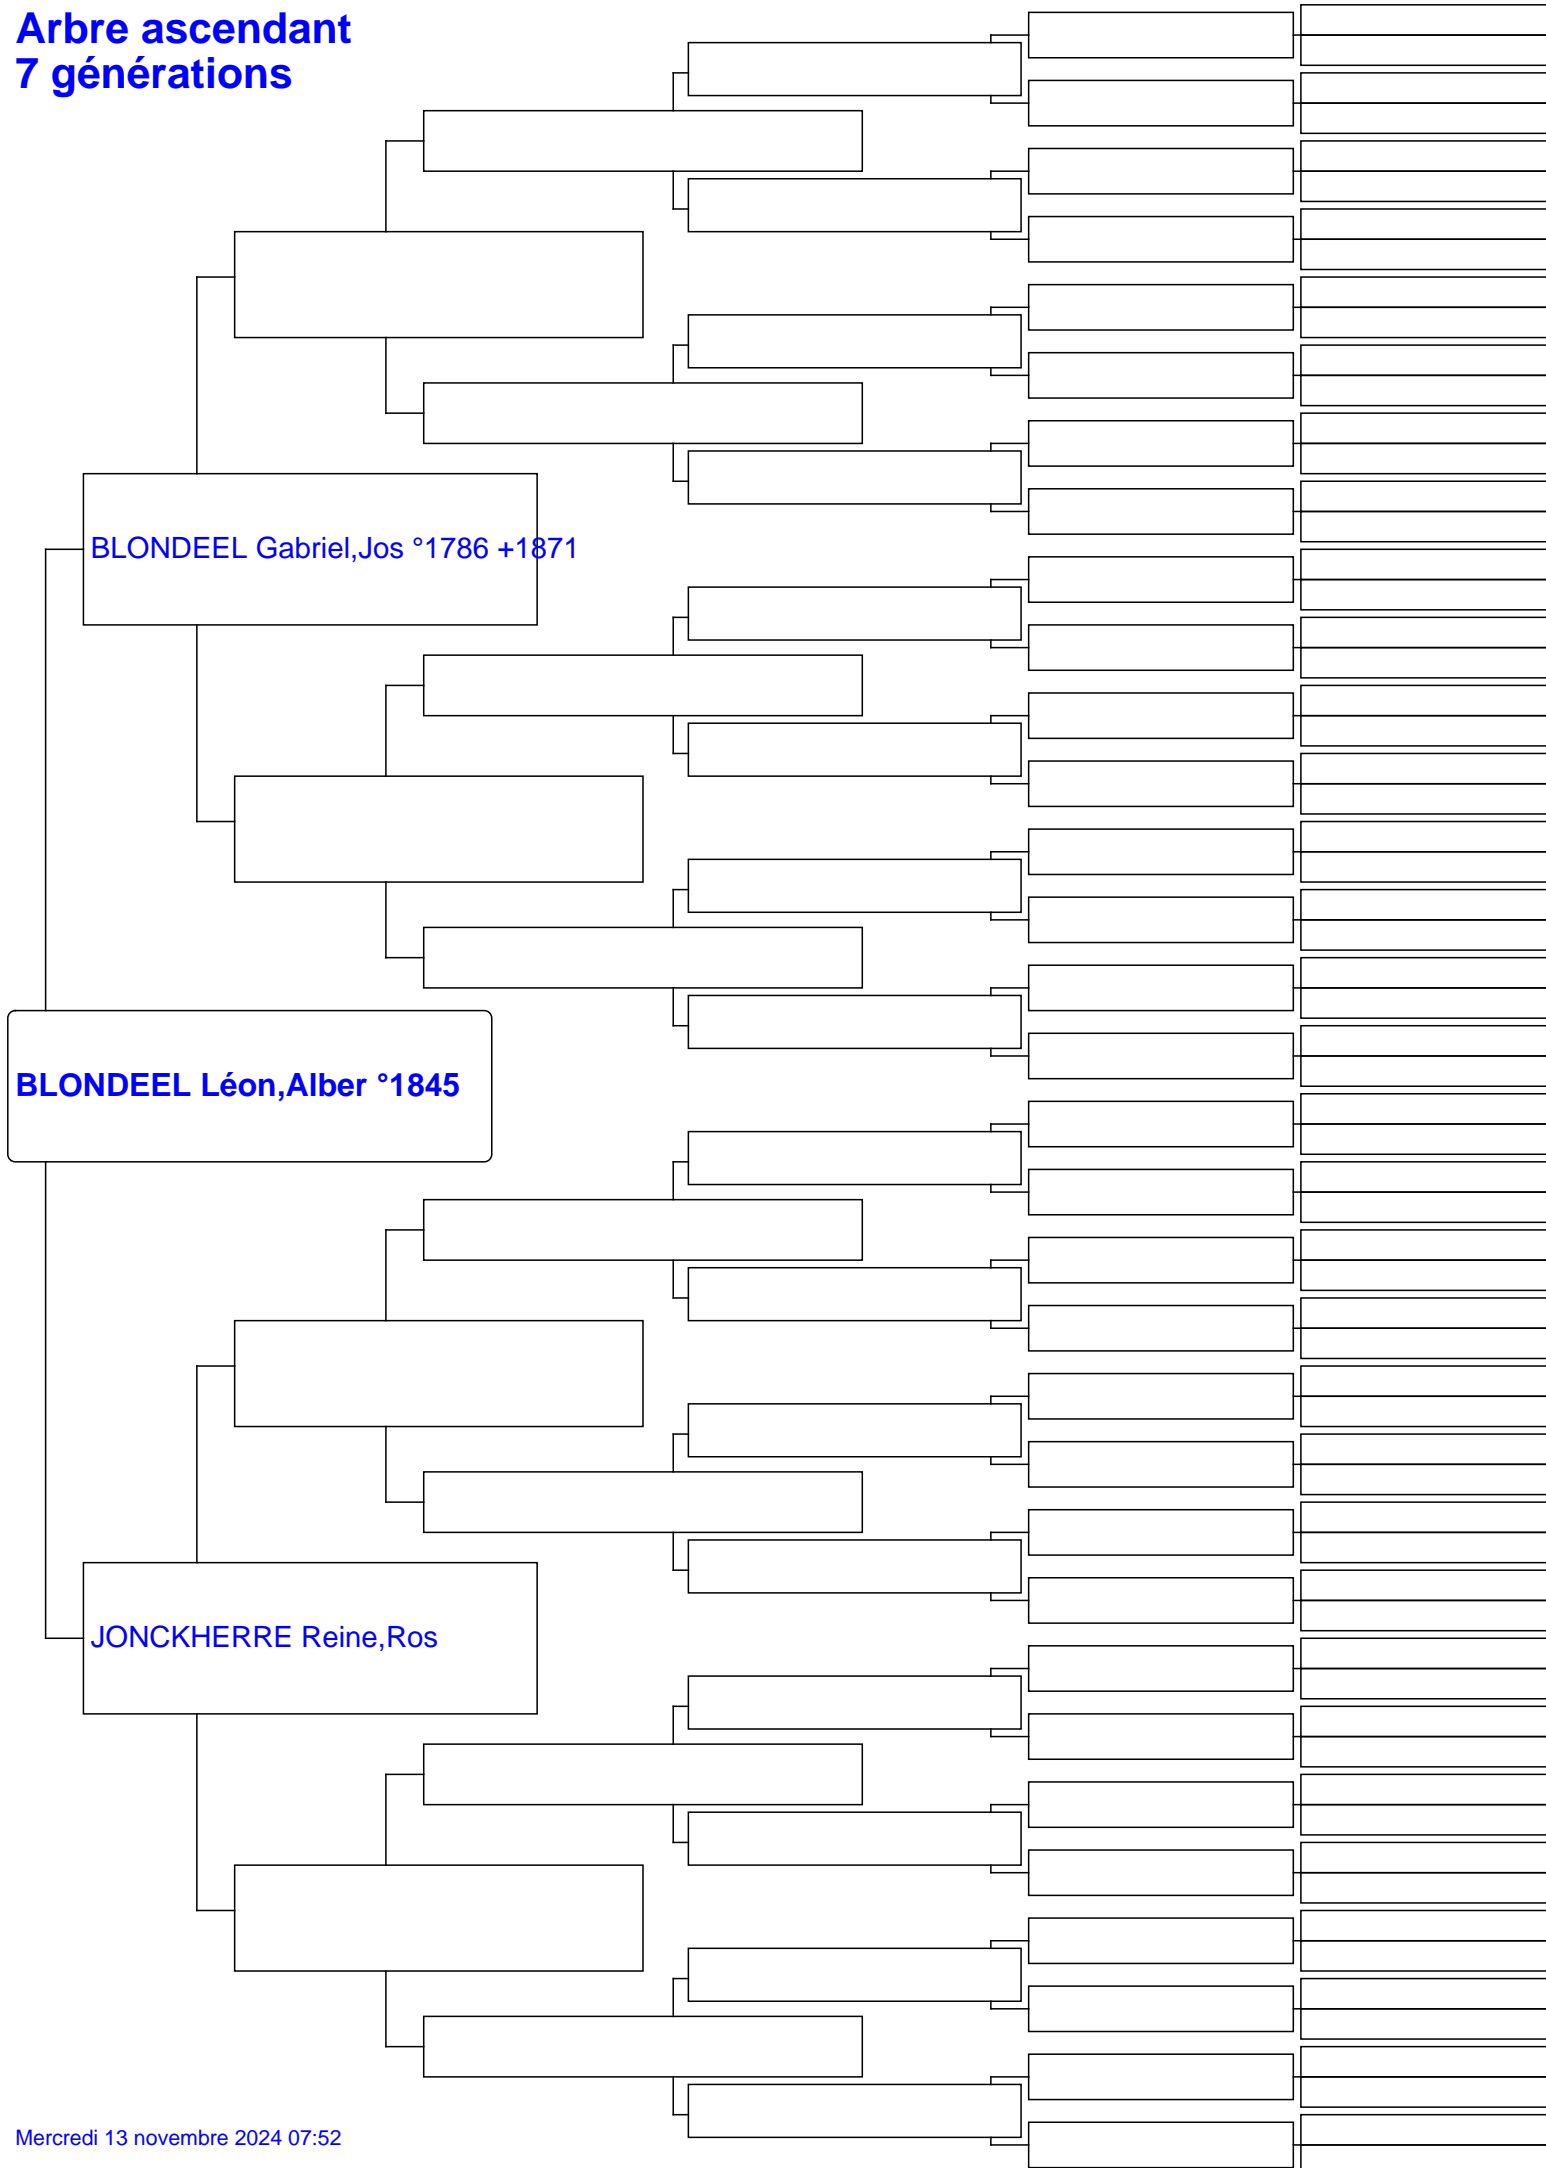 Arbre ascendant
7 générations
BLONDEEL Gabriel,Jos °1786 +1871
BLONDEEL Léon,Alber °1845
JONCKHERRE Reine,Ros
Mercredi 13 novembre 2024 07:52